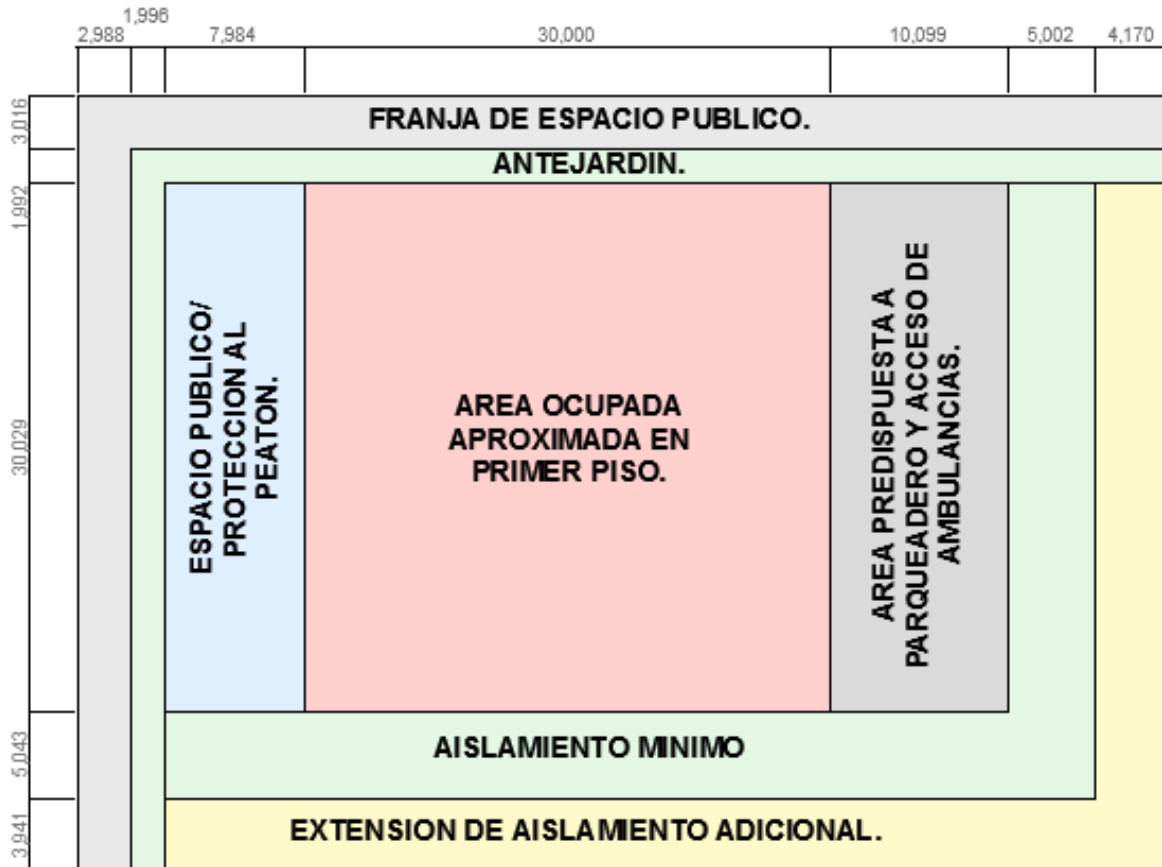 1,996
2,988
7,984
30,000
10,099
5,002
4,170
3,016
FRANJA DE ESPACIO PUBLICO.
ANTEJARDIN.
1,992
ESPACIO PUBLICO/
PROTECCION AL
PEATON.
AREA OCUPADA
APROXIMADA EN
PRIMER PISO.
AREA PREDISPUESTA A
PARQUEADERO Y ACCESO DE
AMBULANCIAS.
30,029
5,043
AISLAMIENTO MINIMO
3,941
EXTENSION DE AISLAMIENTO ADICIONAL.